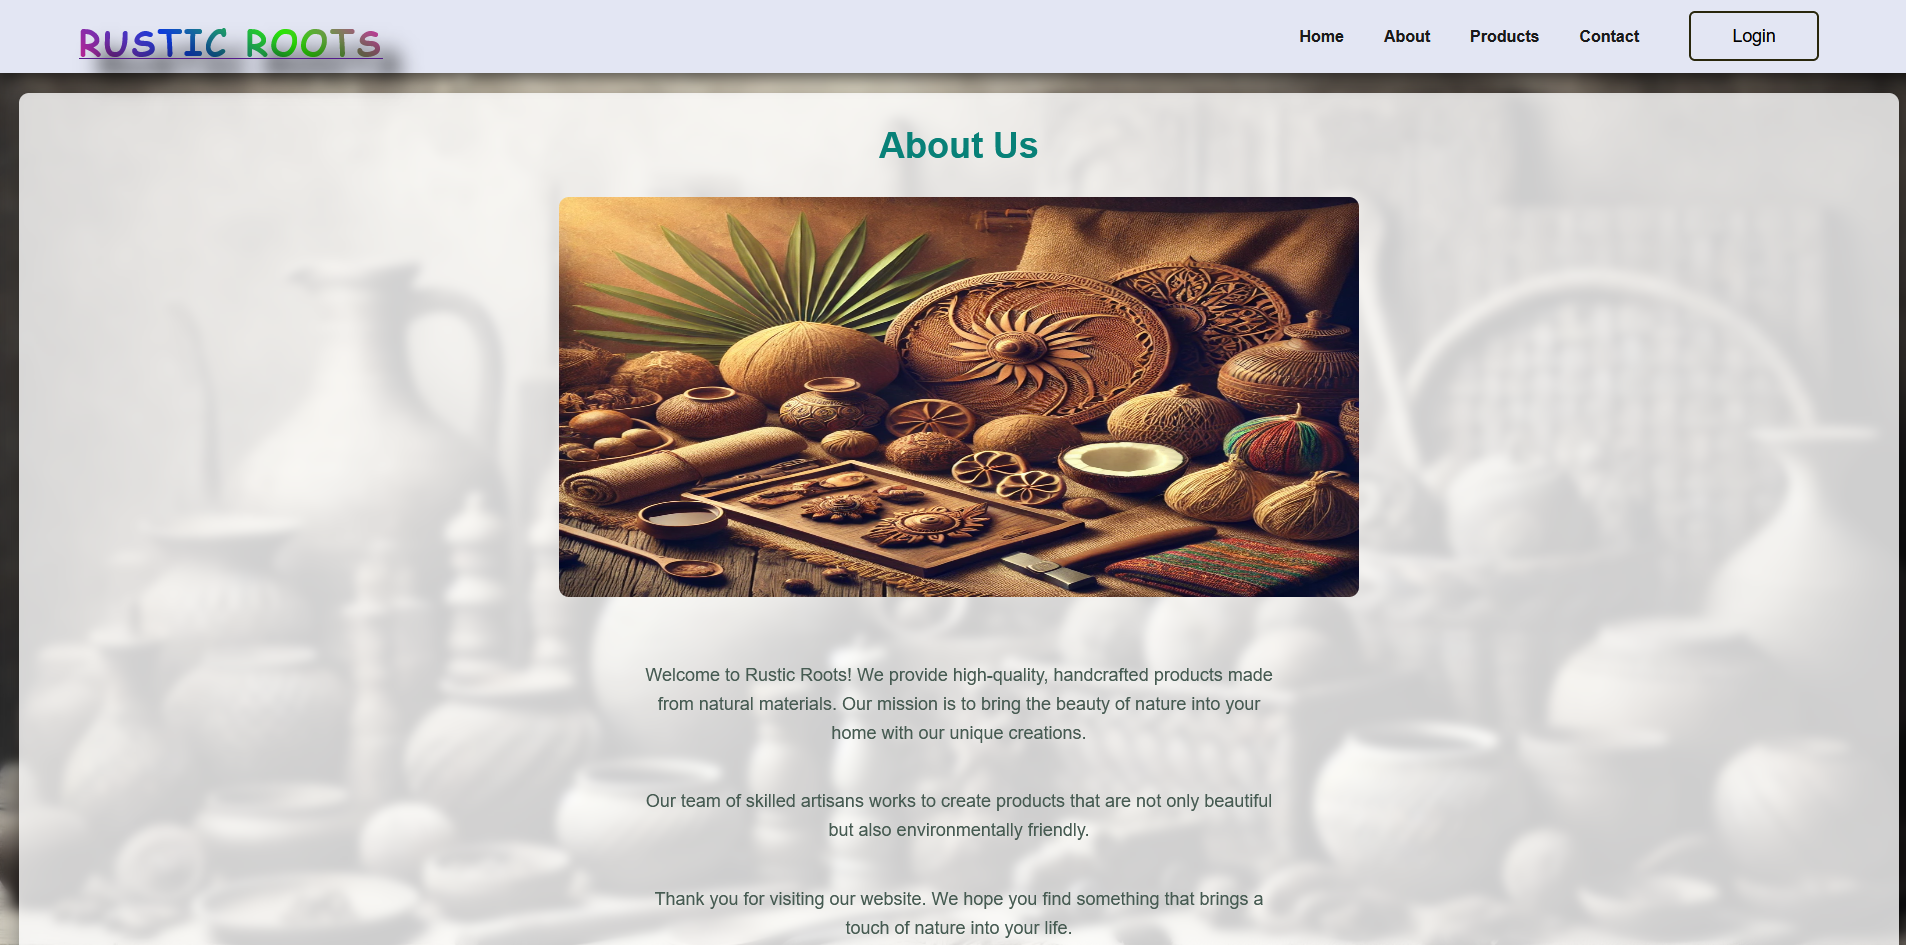 RUSTIC ROOTS
Home About Products Contact Login
About Us
Welcome to Rustic Roots! We provide high-quality, handcrafted products made
from natural materials. Our mission is to bring the beauty of nature into your
home with our unique creations.
Our team of skilled artisans works to create products that are not only beautiful
but also environmentally friendly.
Thank you for visiting our website. We hope you find something that brings a
touch of nature into your life.